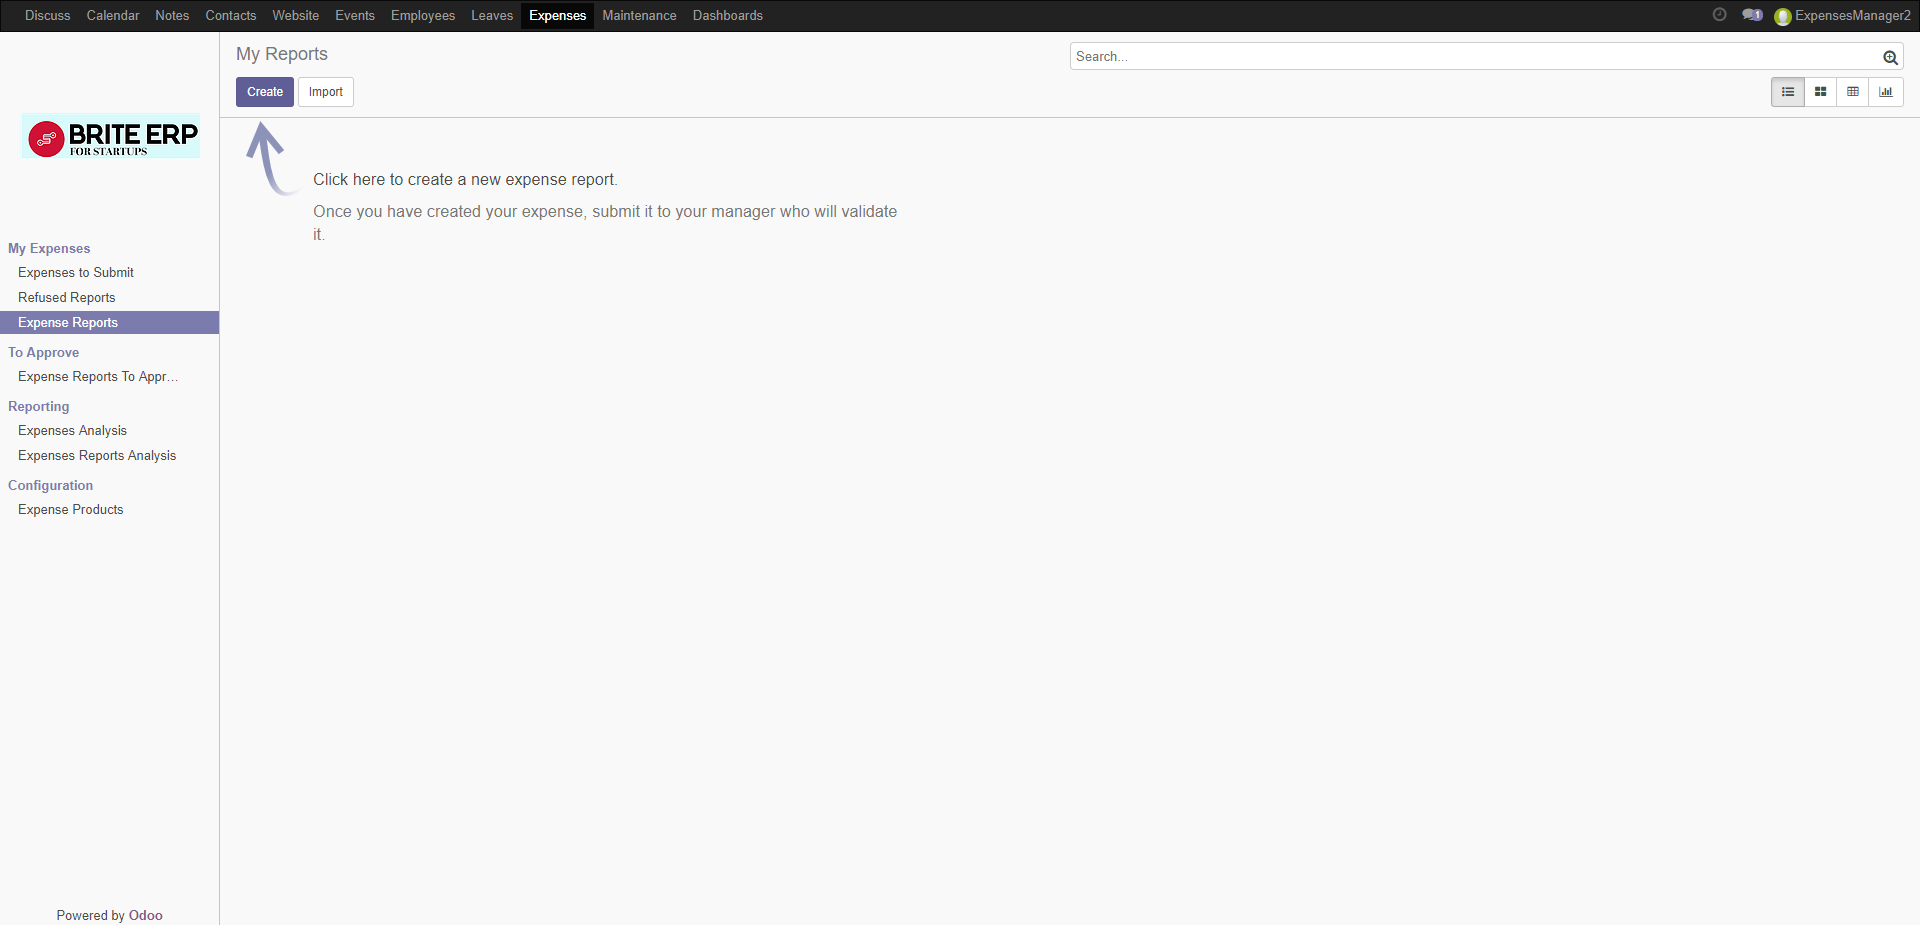 Discuss Calendar Notes Contacts Website Events Employees Leaves Expenses Maintenance Dashboards 1 ExpensesManager2
My Reports
Search...
Create Import
BRITE ERP
FOR STARTUPS
Click here to create a new expense report.
Once you have created your expense, submit it to your manager who will validate
it.
My Expenses
Expenses to Submit
Refused Reports
Expense Reports
To Approve
Expense Reports To Appr...
Reporting
Expenses Analysis
Expenses Reports Analysis
Configuration
Expense Products
Powered by Odoo